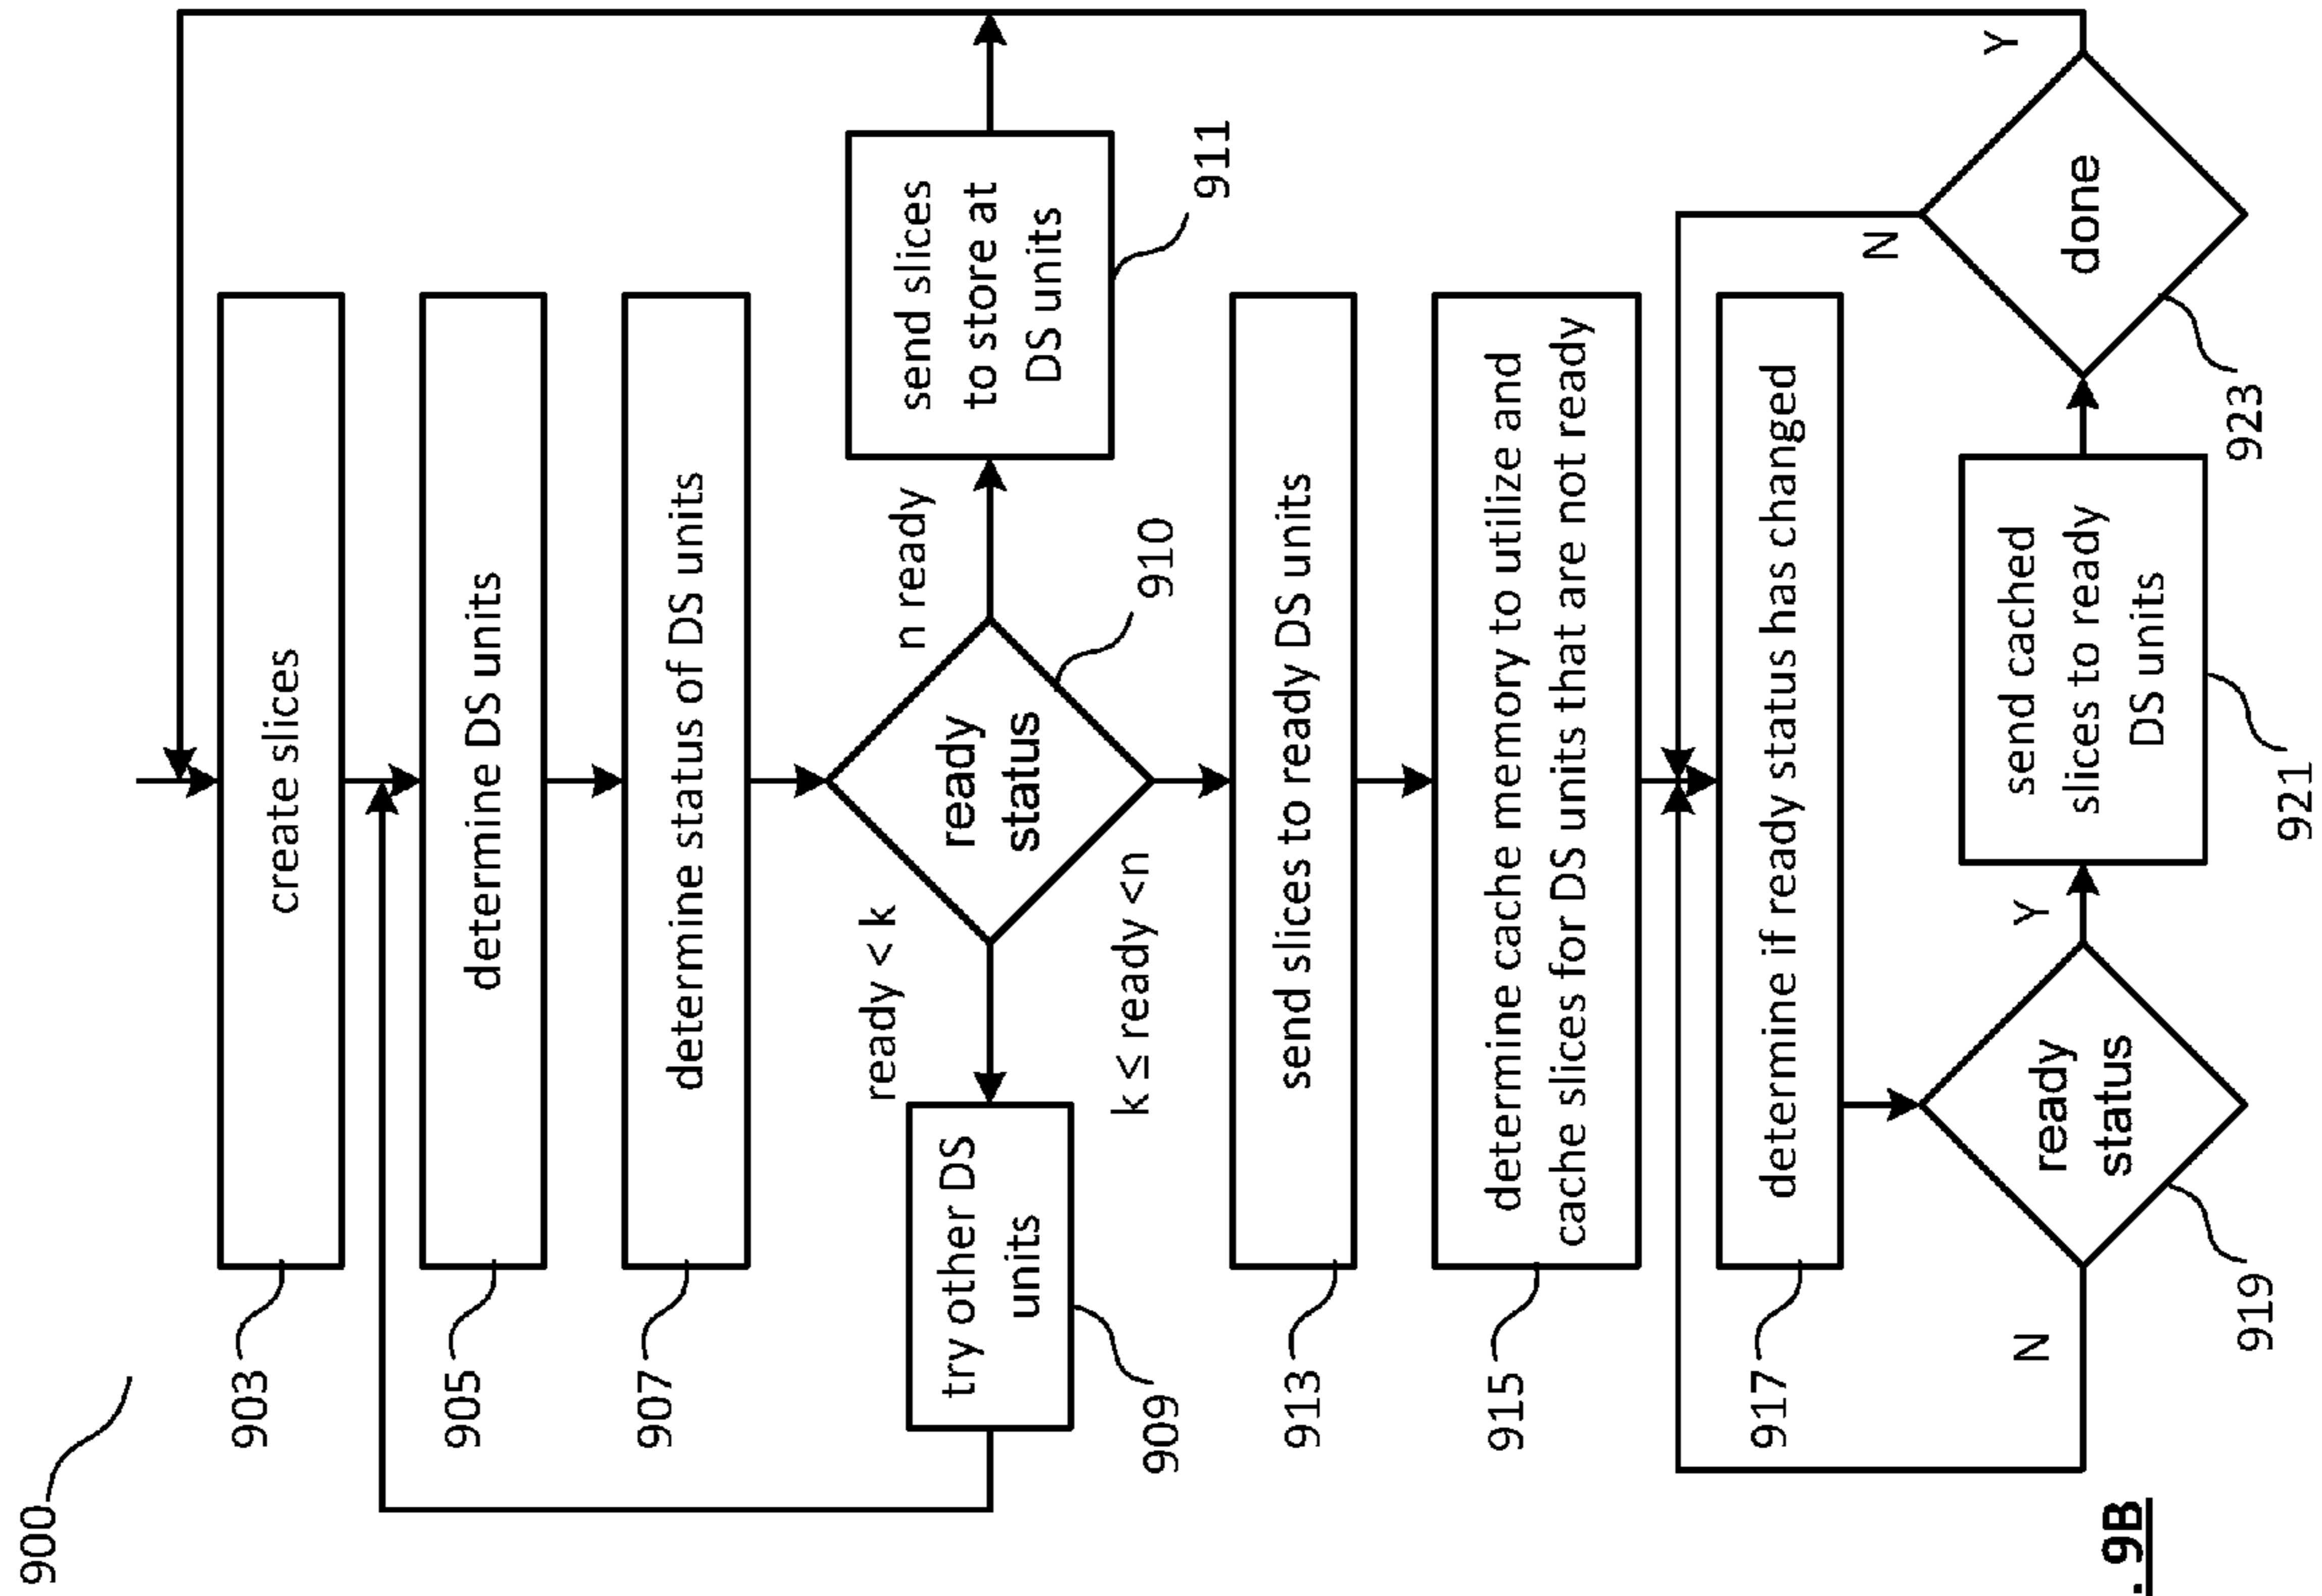 900
903
create slices
905
determine DS units
907
determine status of DS units
ready < k
ready
status
n ready
910
try other DS
units
909
send slices
to store at
DS units
911
k ≤ ready <n
913
send slices to ready DS units
915
determine cache memory to utilize and
cache slices for DS units that are not ready
917
determine if ready status has changed
N
ready
status
919
Y
send cached
slices to ready
DS units
921
N
done
Y
923
. 9B